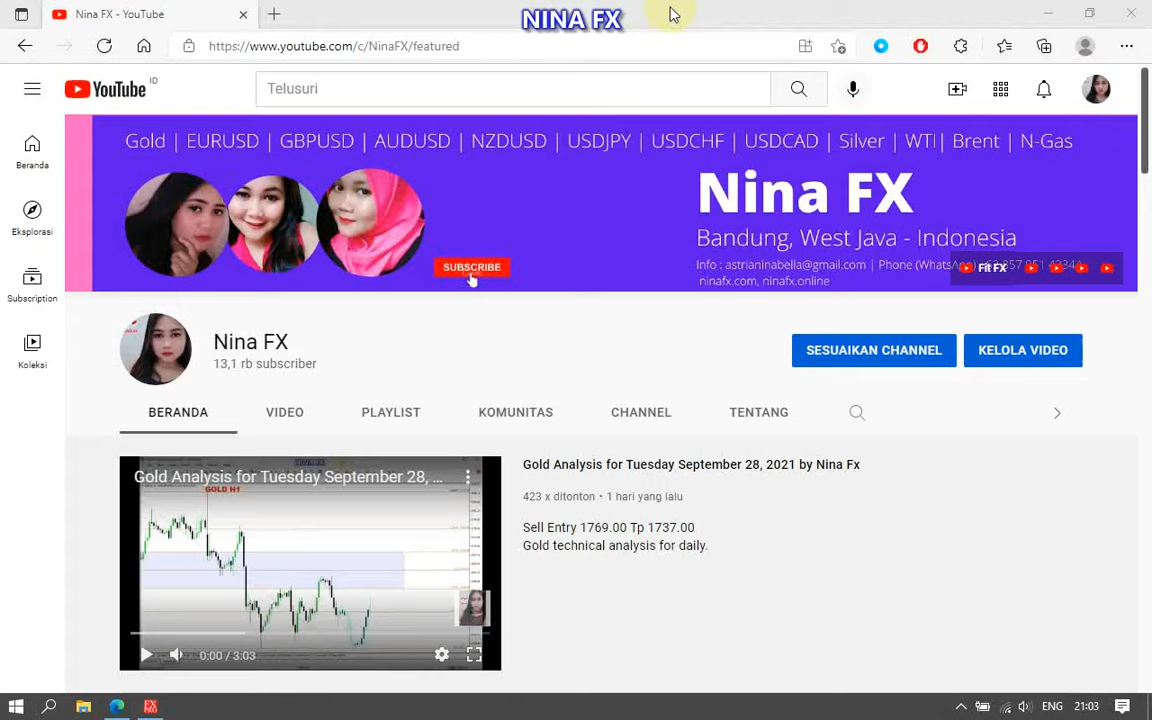 Nina FX - YouTube
NINA FX
https://www.youtube.com/c/NinaFX/featured
YouTube ID
Telusuri
Beranda
Eksplorasi
Subscription
Koleksi
Gold | EURUSD | GBPUSD | AUDUSD | NZDUSD | USDJPY | USDCHF | USDCAD | Silver | WTI | Brent | N-Gas
Nina FX
Bandung, West Java - Indonesia
SUBSCRIBE
Info : astrianinabella@gmail.com | Phone (WhatsApp)
Fit FX
ninafx.com, ninafx.online
Nina FX
13,1 rb subscriber
SESUAIKAN CHANNEL
KELOLA VIDEO
BERANDA VIDEO PLAYLIST KOMUNITAS CHANNEL TENTANG
Gold Analysis for Tuesday September 28, ...
GOLD H1
0:00 / 3:03
Gold Analysis for Tuesday September 28, 2021 by Nina Fx
423 x ditonton • 1 hari yang lalu
Sell Entry 1769.00 Tp 1737.00
Gold technical analysis for daily.
ENG 21:03